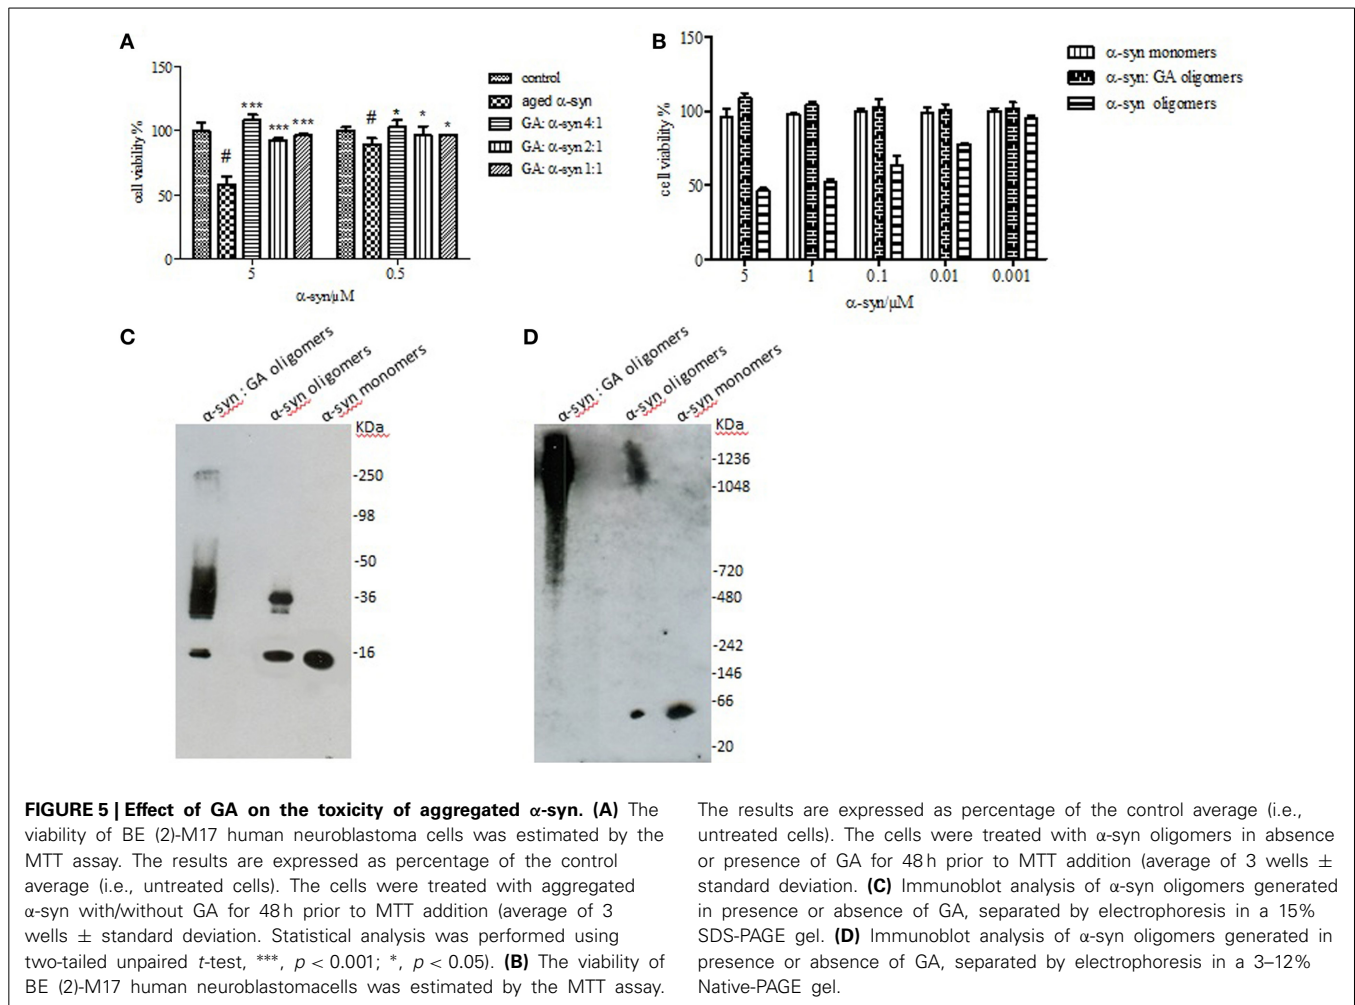 A
150
100
50
0
cell viability %
#
***
***
***
#
*
*
*
5
0.5
α-syn/µM
control
aged α-syn
GA: α-syn 4:1
GA: α-syn 2:1
GA: α-syn 1:1
B
150
100
50
0
cell viability %
5
1
0.1
0.01
0.001
α-syn/µM
α-syn monomers
α-syn: GA oligomers
α-syn oligomers
C
α-syn : GA oligomers
α-syn oligomers
α-syn monomers
KDa
-250
-98
-50
-36
-16
D
α-syn : GA oligomers
α-syn oligomers
α-syn monomers
KDa
-1236
-1048
-720
-480
-242
-146
-66
-20
FIGURE 5 | Effect of GA on the toxicity of aggregated α-syn. (A) The
viability of BE (2)-M17 human neuroblastoma cells was estimated by the
MTT assay. The results are expressed as percentage of the control
average (i.e., untreated cells). The cells were treated with aggregated
α-syn with/without GA for 48 h prior to MTT addition (average of 3
wells ± standard deviation. Statistical analysis was performed using
two-tailed unpaired t-test, ***, p < 0.001; *, p < 0.05). (B) The viability of
BE (2)-M17 human neuroblastomacells was estimated by the MTT assay.
The results are expressed as percentage of the control average (i.e.,
untreated cells). The cells were treated with α-syn oligomers in absence
or presence of GA for 48 h prior to MTT addition (average of 3 wells ±
standard deviation. (C) Immunoblot analysis of α-syn oligomers generated
in presence or absence of GA, separated by electrophoresis in a 15%
SDS-PAGE gel. (D) Immunoblot analysis of α-syn oligomers generated in
presence or absence of GA, separated by electrophoresis in a 3–12%
Native-PAGE gel.